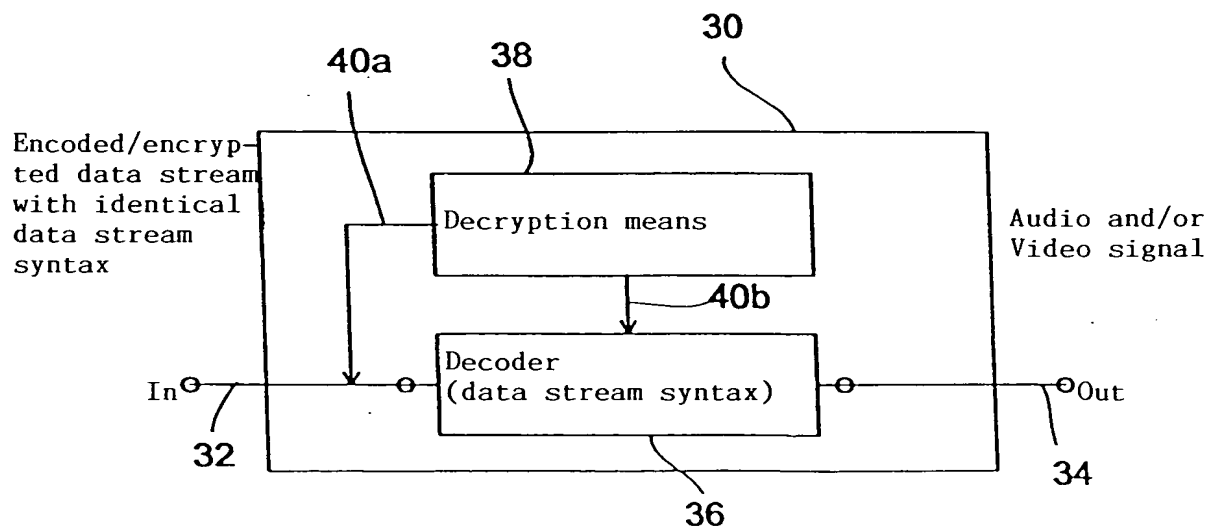 30
38
40a
Encoded/encryp-
ted data stream
with identical
data stream
syntax
Decryption means
Audio and/or
Video signal
40b
Decoder
(data stream syntax)
In
Out
32
34
36